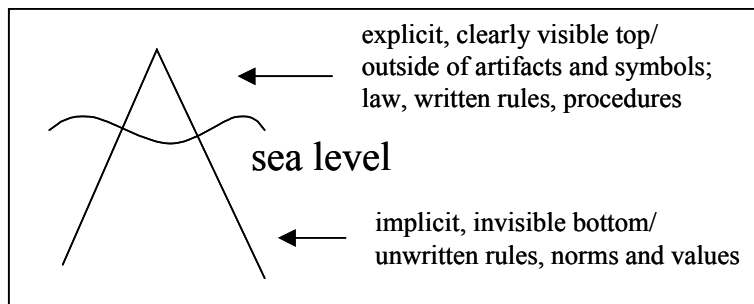 explicit, clearly visible top/
outside of artifacts and symbols;
law, written rules, procedures
sea level
implicit, invisible bottom/
unwritten rules, norms and values